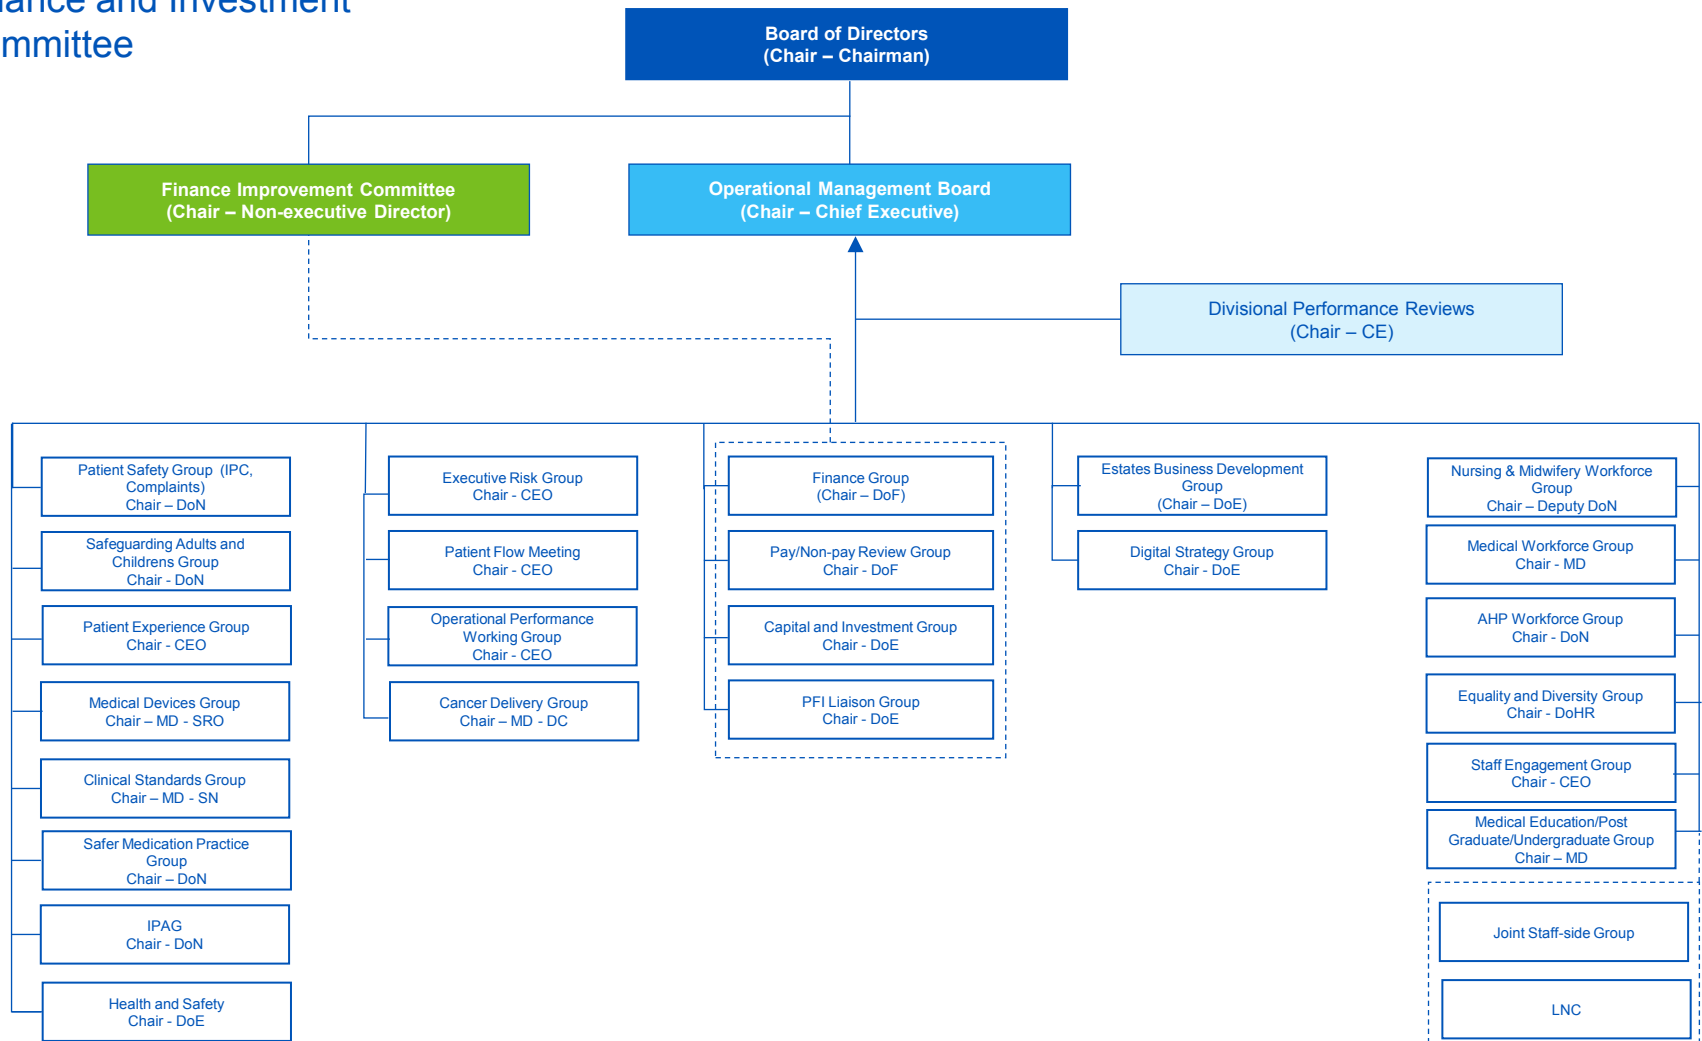 and Investment
Board of Directors
(Chair – Chairman)
Finance Improvement Committee
(Chair – Non-executive Director)
Operational Management Board
(Chair – Chief Executive)
Divisional Performance Reviews
(Chair – CE)
Patient Safety Group (IPC,
Complaints)
Chair – DoN
Safeguarding Adults and
Childrens Group
Chair - DoN
Patient Experience Group
Chair - CEO
Medical Devices Group
Chair – MD - SRO
Clinical Standards Group
Chair – MD - SN
Safer Medication Practice
Group
Chair – DoN
IPAG
Chair - DoN
Health and Safety
Chair - DoE
Executive Risk Group
Chair - CEO
Patient Flow Meeting
Chair - CEO
Operational Performance
Working Group
Chair - CEO
Cancer Delivery Group
Chair – MD - DC
Finance Group
(Chair – DoF)
Pay/Non-pay Review Group
Chair - DoF
Capital and Investment Group
Chair - DoE
PFI Liaison Group
Chair - DoE
Estates Business Development
Group
(Chair – DoE)
Digital Strategy Group
Chair - DoE
Nursing & Midwifery Workforce
Group
Chair – Deputy DoN
Medical Workforce Group
Chair - MD
AHP Workforce Group
Chair - DoN
Equality and Diversity Group
Chair - DoHR
Staff Engagement Group
Chair - CEO
Medical Education/Post
Graduate/Undergraduate Group
Chair – MD
Joint Staff-side Group
LNC